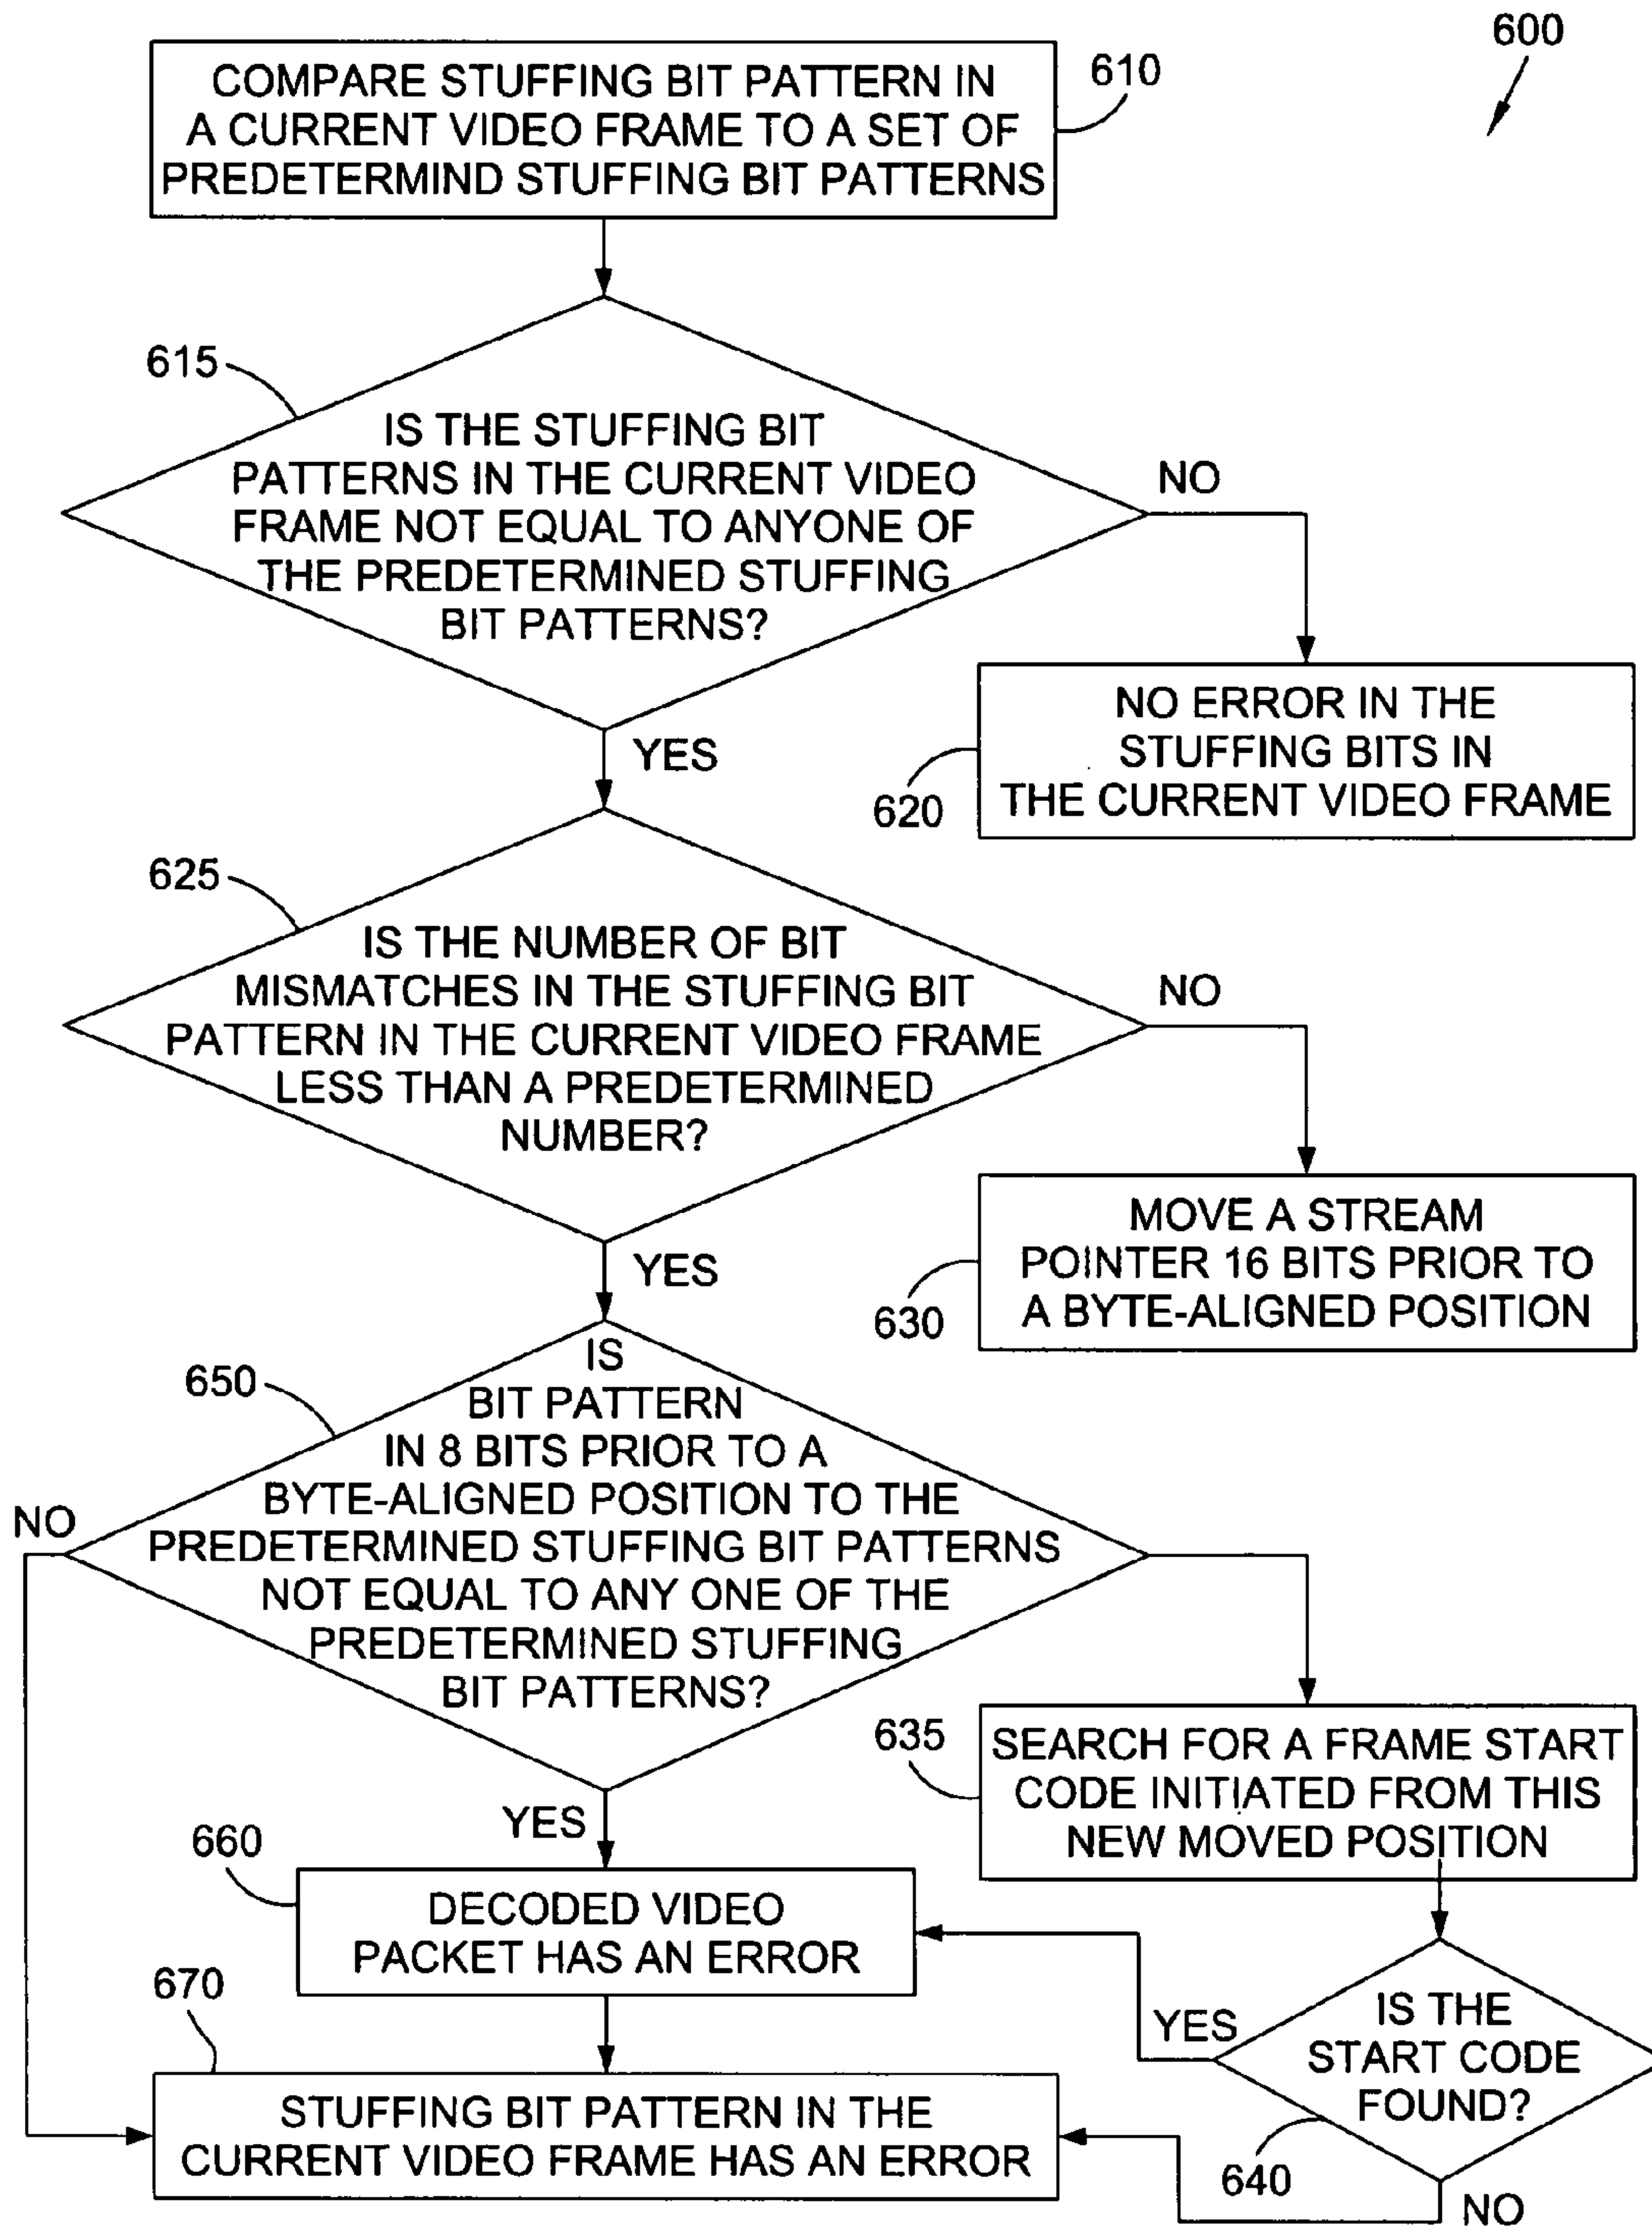 600
COMPARE STUFFING BIT PATTERN IN
A CURRENT VIDEO FRAME TO A SET OF
PREDETERMIND STUFFING BIT PATTERNS
610
615
IS THE STUFFING BIT
PATTERNS IN THE CURRENT VIDEO
FRAME NOT EQUAL TO ANYONE OF
THE PREDETERMINED STUFFING
BIT PATTERNS?
NO
YES
NO ERROR IN THE
STUFFING BITS IN
THE CURRENT VIDEO FRAME
620
625
IS THE NUMBER OF BIT
MISMATCHES IN THE STUFFING BIT
PATTERN IN THE CURRENT VIDEO FRAME
LESS THAN A PREDETERMINED
NUMBER?
NO
YES
MOVE A STREAM
POINTER 16 BITS PRIOR TO
A BYTE-ALIGNED POSITION
630
650
IS
BIT PATTERN
IN 8 BITS PRIOR TO A
BYTE-ALIGNED POSITION TO THE
PREDETERMINED STUFFING BIT PATTERNS
NOT EQUAL TO ANY ONE OF THE
PREDETERMINED STUFFING
BIT PATTERNS?
NO
YES
635
SEARCH FOR A FRAME START
CODE INITIATED FROM THIS
NEW MOVED POSITION
660
DECODED VIDEO
PACKET HAS AN ERROR
670
STUFFING BIT PATTERN IN THE
CURRENT VIDEO FRAME HAS AN ERROR
YES
IS THE
START CODE
FOUND?
640
NO